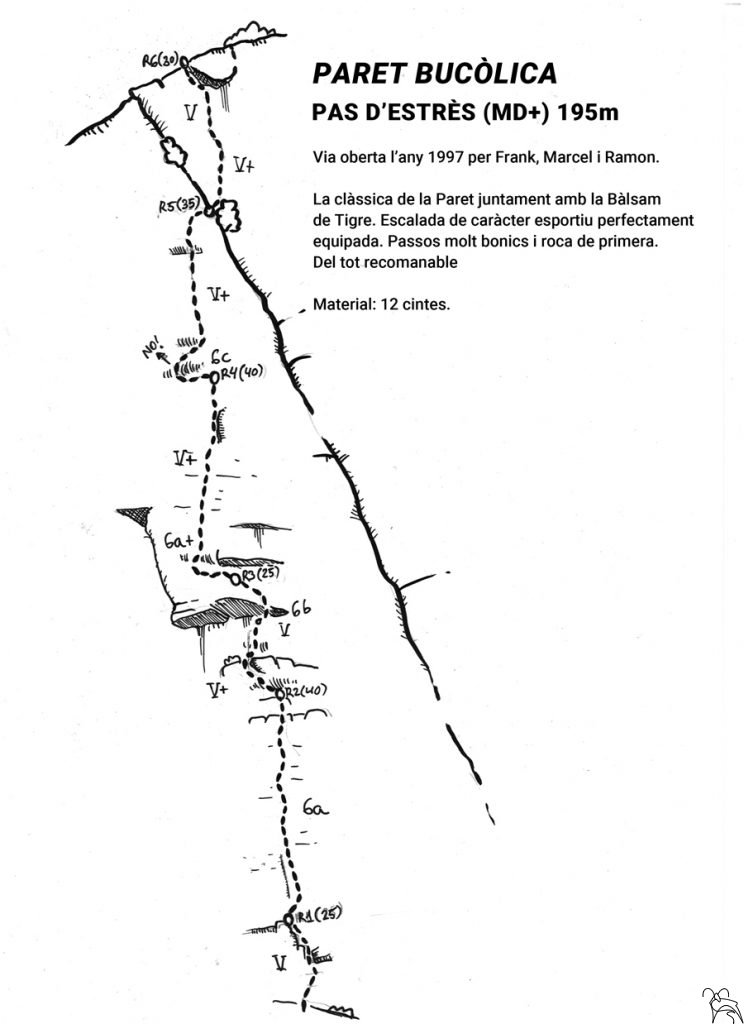 R6(30)
PARET BUCÒLICA
PAS D'ESTRÈS (MD+) 195m
V
Via oberta l'any 1997 per Frank, Marcel i Ramon.
V+
La clàssica de la Paret juntament amb la Bàlsam
de Tigre. Escalada de caràcter esportiu perfectament
equipada. Passos molt bonics i roca de primera.
Del tot recomanable
R5(35)
Material: 12 cintes.
V+
NO!
6c
R4(40)
V+
6a+
R3(25)
6b
V
V+
R2(40)
6a
R1(25)
V